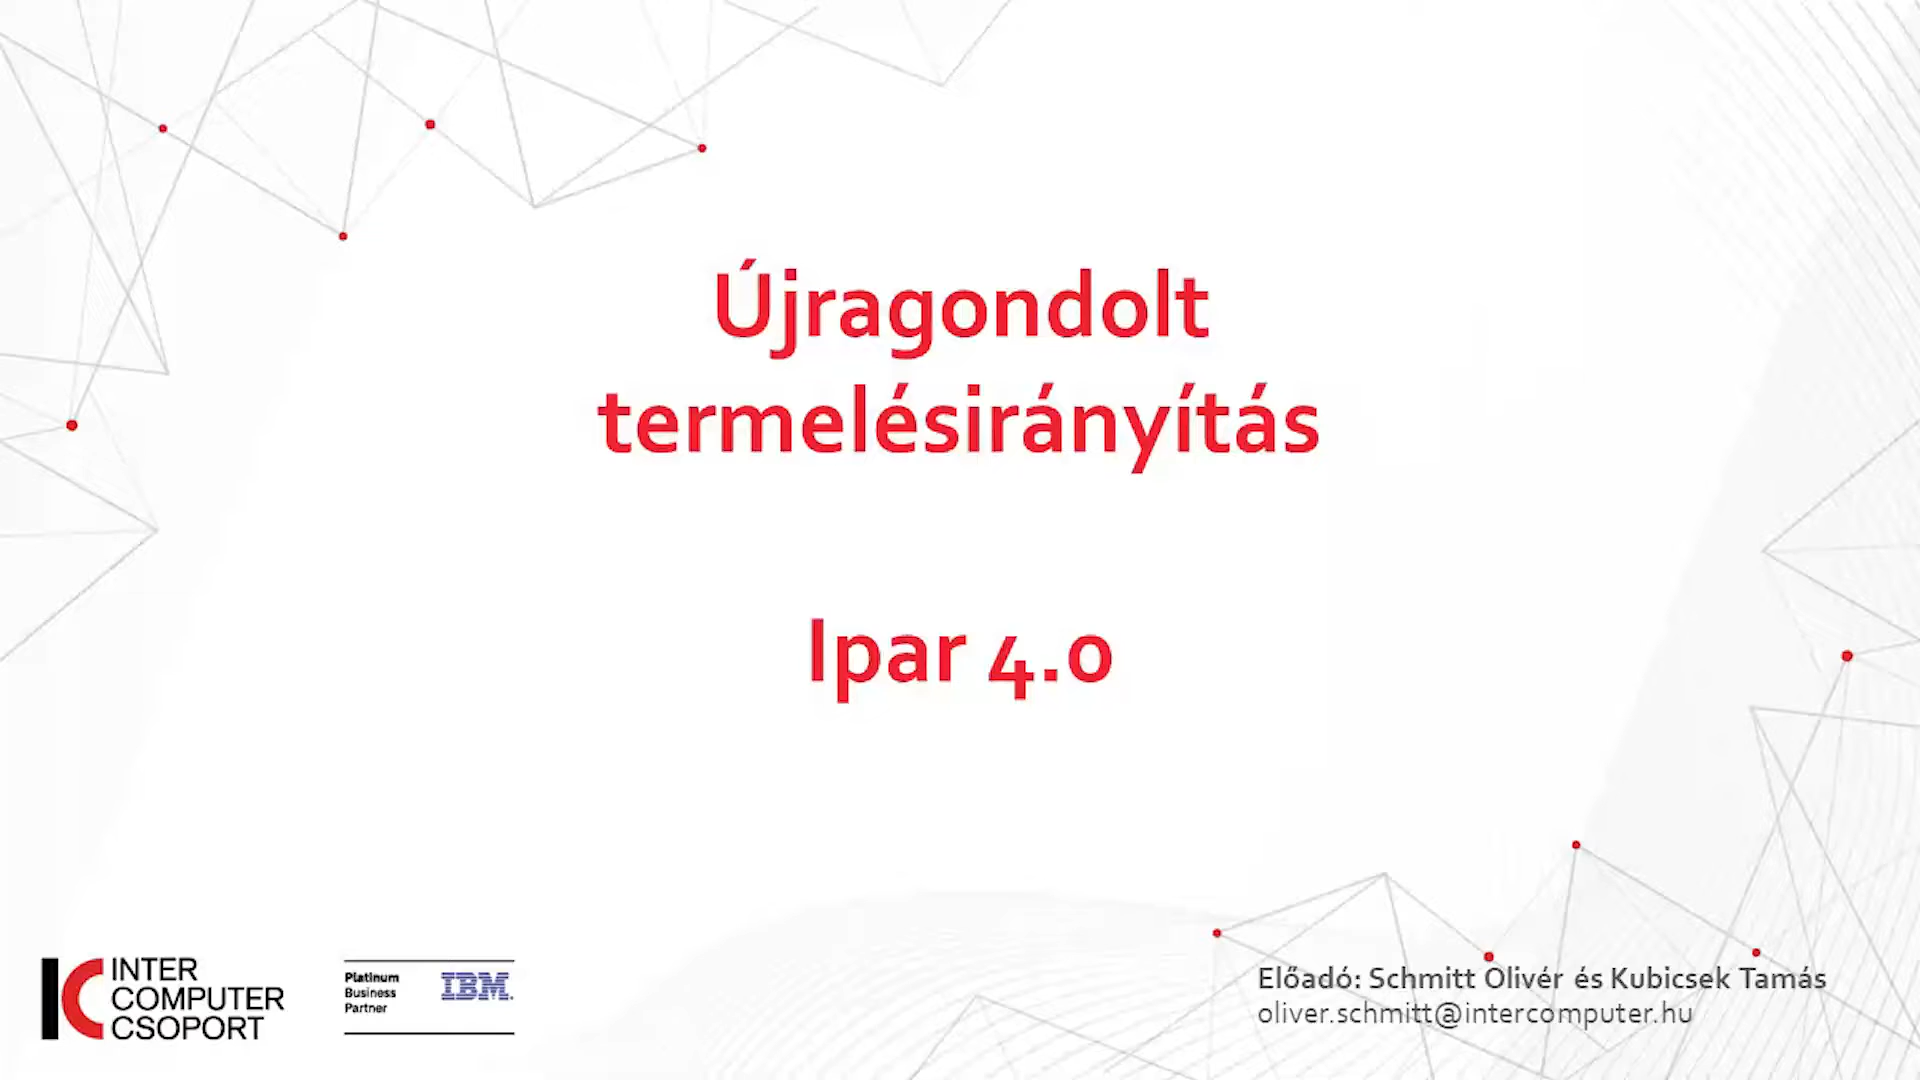 Újragondolt
termelésirányítás
Ipar 4.0
INTER
COMPUTER
CSOPORT
Platinum
Business
Partner
IBM
Előadó: Schmitt Olivér és Kubicsek Tamás
oliver.schmitt@intercomputer.hu